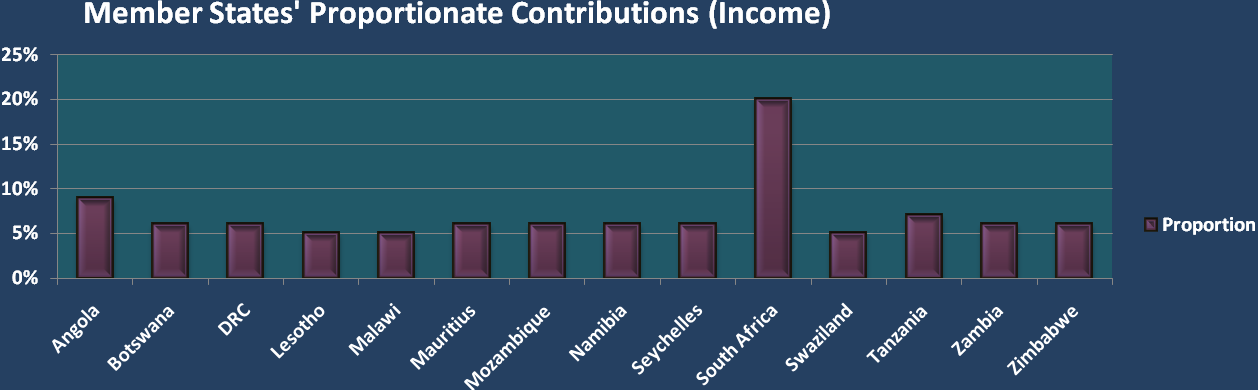 Member States' Proportionate Contributions (Income)
25%
20%
15%
10%
5%
0%
Angola
Botswana
DRC
Lesotho
Malawi
Mauritius
Mozambique
Namibia
Seychelles
South Africa
Swaziland
Tanzania
Zambia
Zimbabwe
Proportion